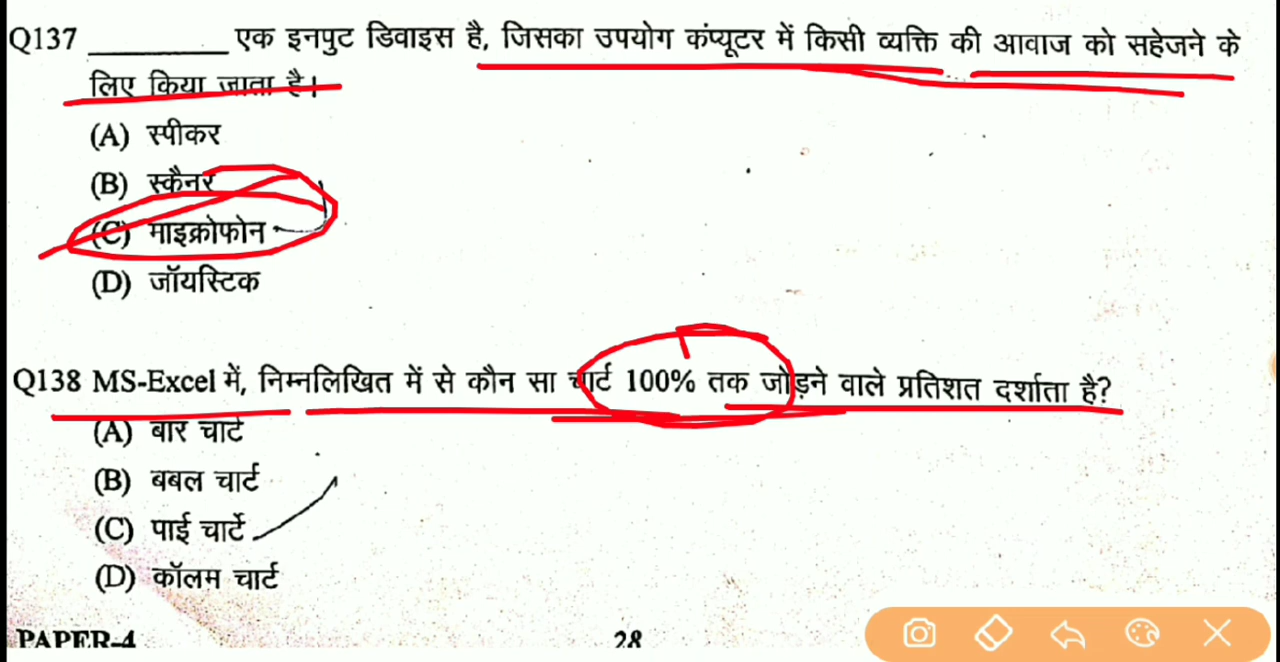 Q137 ________ एक इनपुट डिवाइस है, जिसका उपयोग कंप्यूटर में किसी व्यक्ति की आवाज को सहेजने के
लिए किया जाता है।
(A) स्पीकर
(B) स्कैनर
(C) माइक्रोफोन
(D) जॉयस्टिक
Q138 MS-Excel में, निम्नलिखित में से कौन सा चार्ट 100% तक जोड़ने वाले प्रतिशत दर्शाता है?
(A) बार चार्ट
(B) बबल चार्ट
(C) पाई चार्ट
(D) कॉलम चार्ट
PAPER-4 28